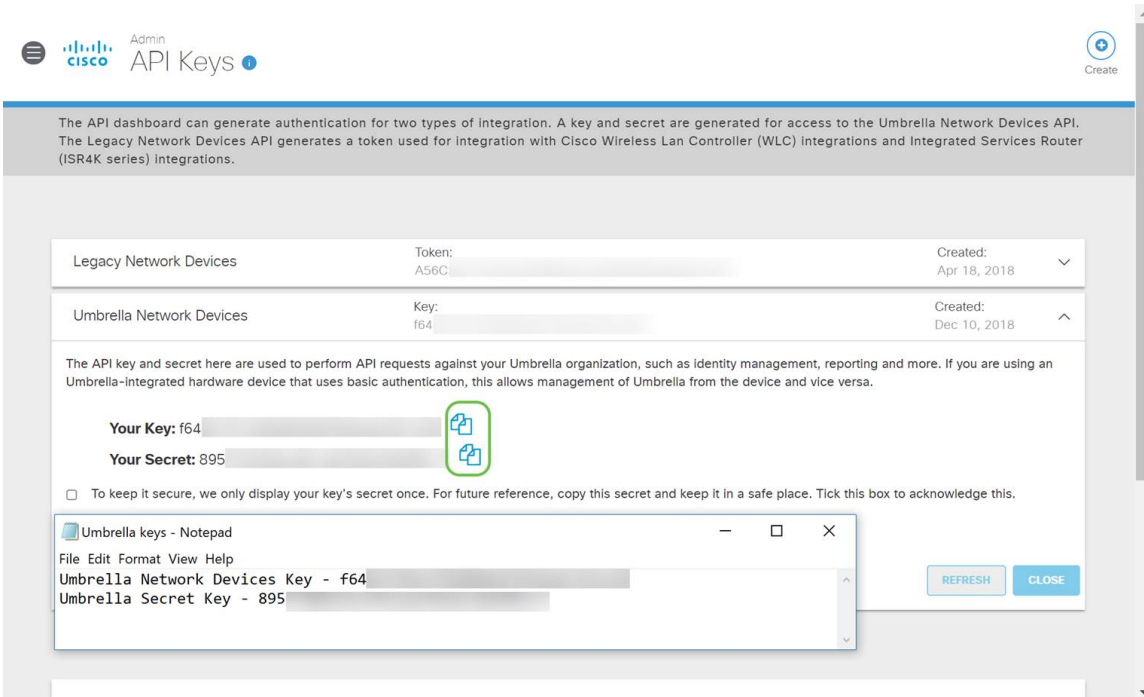 Admin
cisco
API Keys
Create
The API dashboard can generate authentication for two types of integration. A key and secret are generated for access to the Umbrella Network Devices API.
The Legacy Network Devices API generates a token used for integration with Cisco Wireless Lan Controller (WLC) integrations and Integrated Services Router
(ISR4K series) integrations.
Legacy Network Devices
Token:
A56C
Created:
Apr 18, 2018
Umbrella Network Devices
Key:
f64
Created:
Dec 10, 2018
The API key and secret here are used to perform API requests against your Umbrella organization, such as identity management, reporting and more. If you are using an
Umbrella-integrated hardware device that uses basic authentication, this allows management of Umbrella from the device and vice versa.
Your Key: f64
Your Secret: 895
To keep it secure, we only display your key's secret once. For future reference, copy this secret and keep it in a safe place. Tick this box to acknowledge this.
Umbrella keys - Notepad
File Edit Format View Help
Umbrella Network Devices Key - f64
Umbrella Secret Key - 895
REFRESH
CLOSE